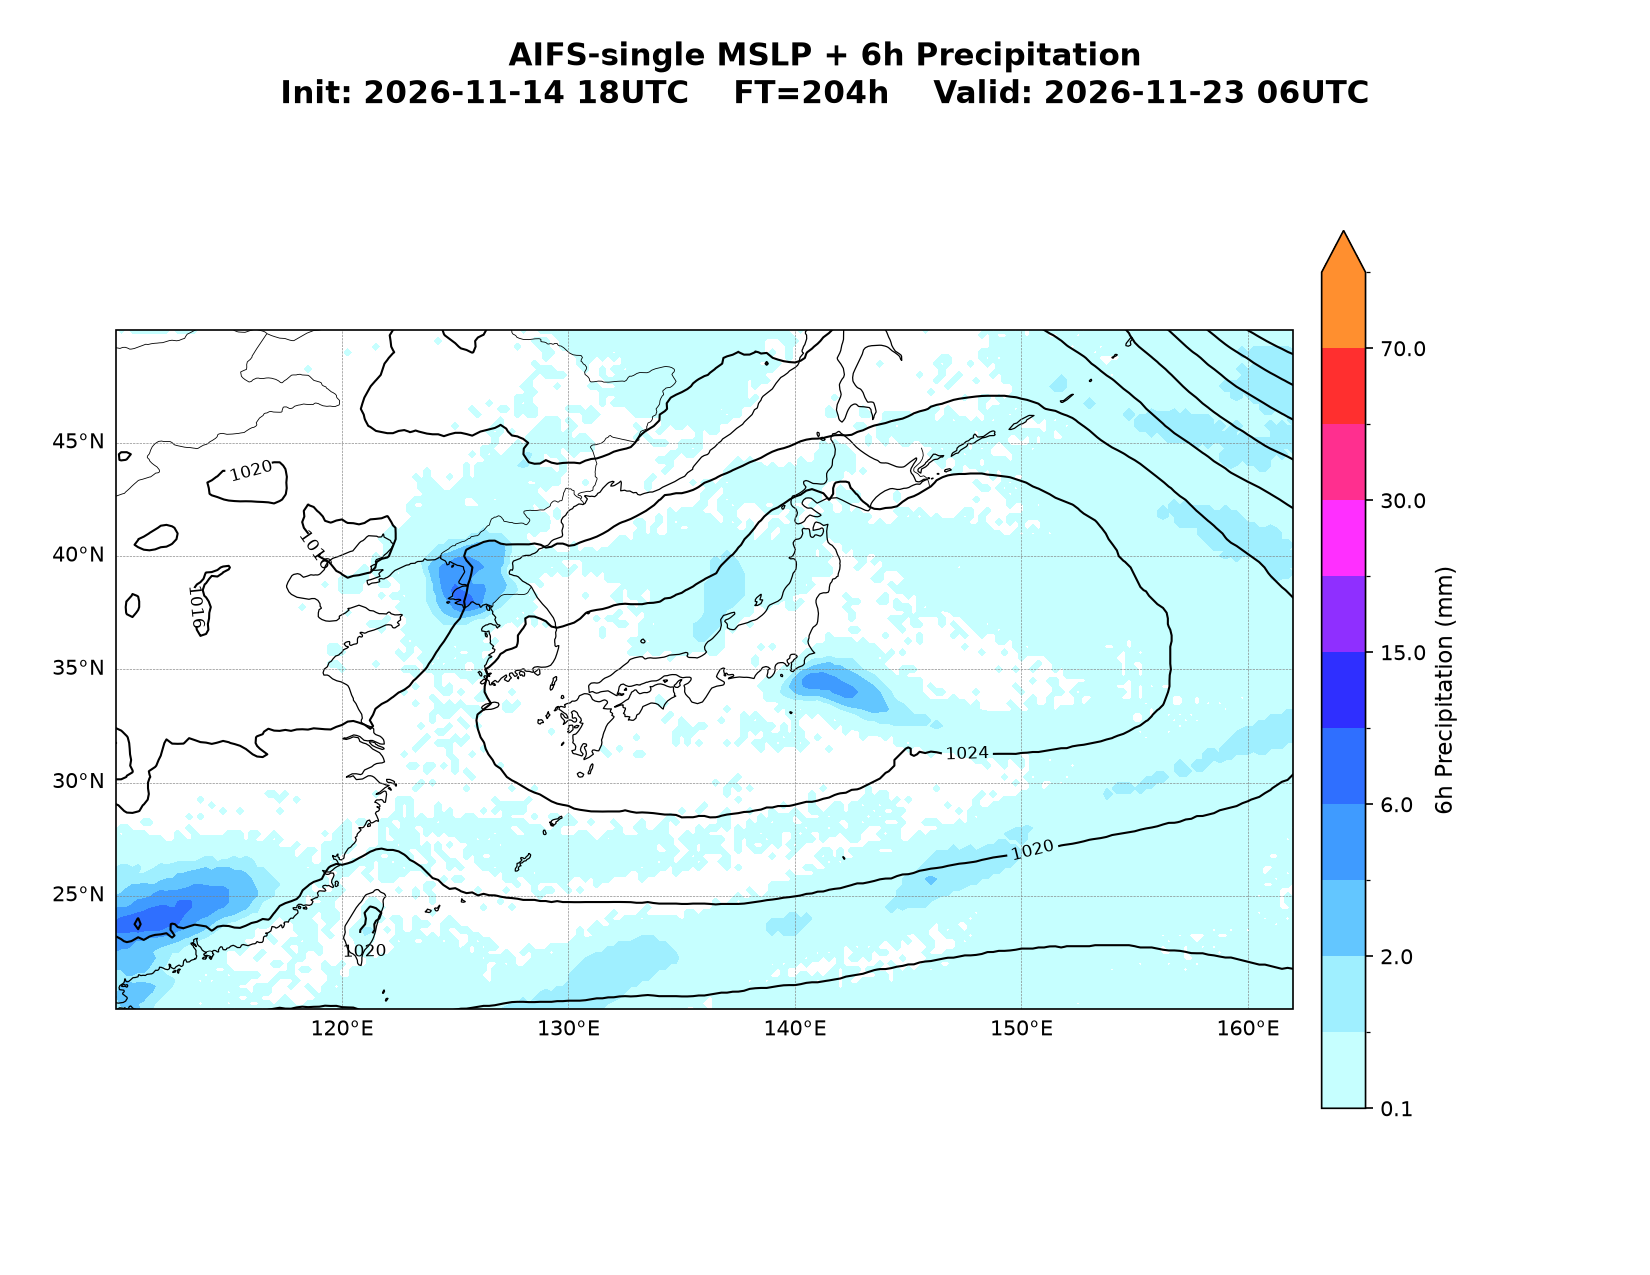 AIFS-single MSLP + 6h Precipitation
Init: 2026-11-14 18UTC    FT=204h    Valid: 2026-11-23 06UTC
70.0
30.0
15.0
6.0
2.0
0.1
6h Precipitation (mm)
45°N
40°N
35°N
30°N
25°N
1020
1016
1024
1020
1020
120°E
130°E
140°E
150°E
160°E